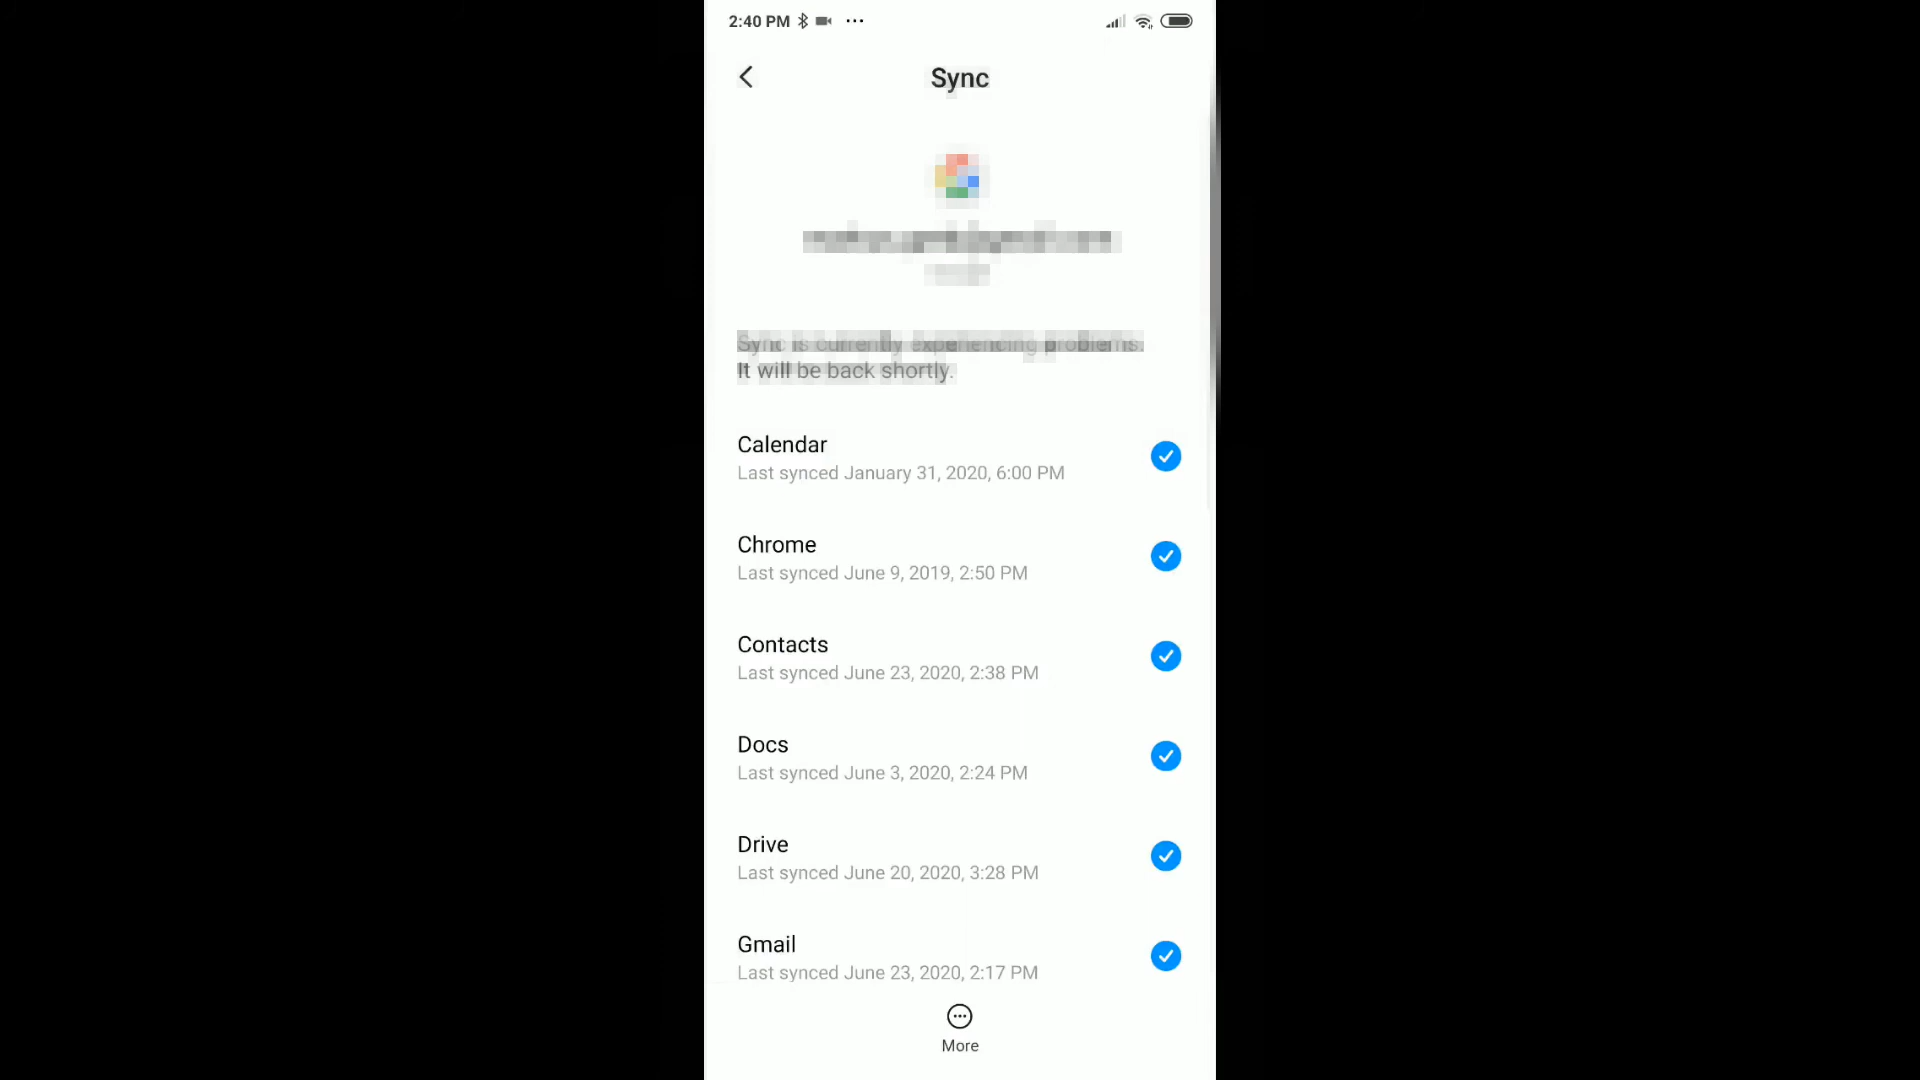 2:40 PM
Sync
Sync is currently experiencing problems.
It will be back shortly.
Calendar
Last synced January 31, 2020, 6:00 PM
Chrome
Last synced June 9, 2019, 2:50 PM
Contacts
Last synced June 23, 2020, 2:38 PM
Docs
Last synced June 3, 2020, 2:24 PM
Drive
Last synced June 20, 2020, 3:28 PM
Gmail
Last synced June 23, 2020, 2:17 PM
More